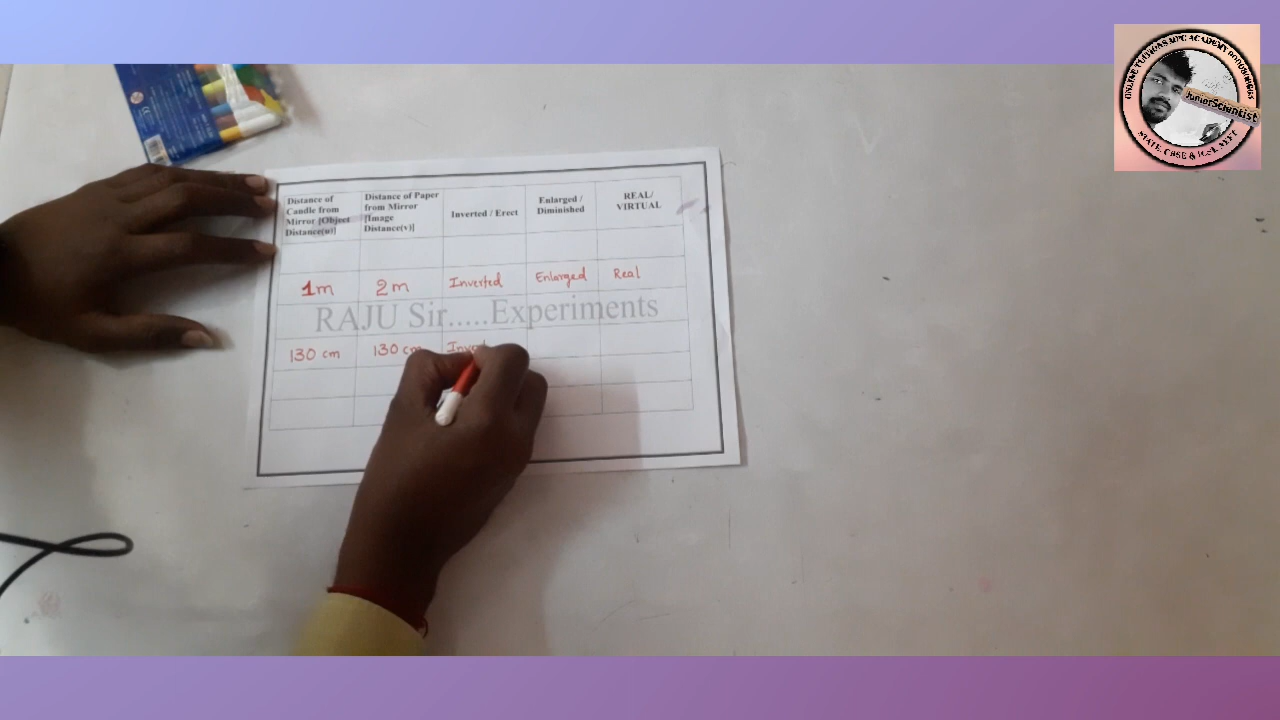 Distance of
Candle from
Mirror [Object
Distance(u)]
Distance of Paper
from Mirror
[Image
Distance(v)]
Inverted / Erect
Enlarged /
Diminished
REAL/
VIRTUAL
1m 2m Inverted Enlarged Real
RAJU Sir.....Experiments
130 cm 130 cm
JuniorScientist